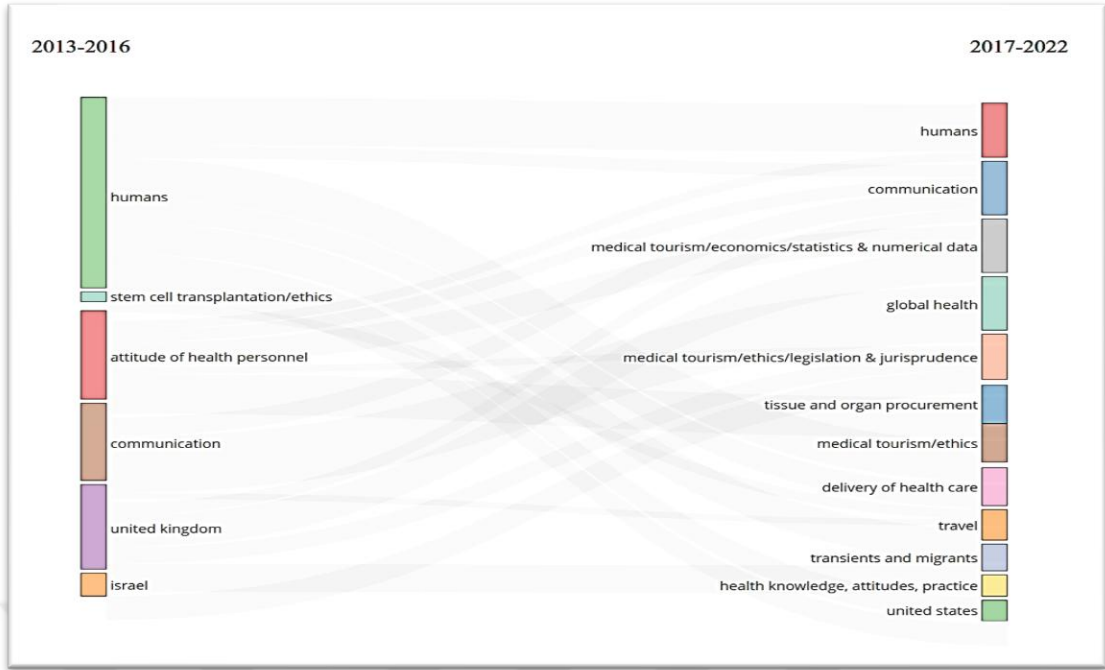 2013-2016
2017-2022
humans
stem cell transplantation/ethics
attitude of health personnel
communication
united kingdom
israel
humans
communication
medical tourism/economics/statistics & numerical data
global health
medical tourism/ethics/legislation & jurisprudence
tissue and organ procurement
medical tourism/ethics
delivery of health care
travel
transients and migrants
health knowledge, attitudes, practice
united states